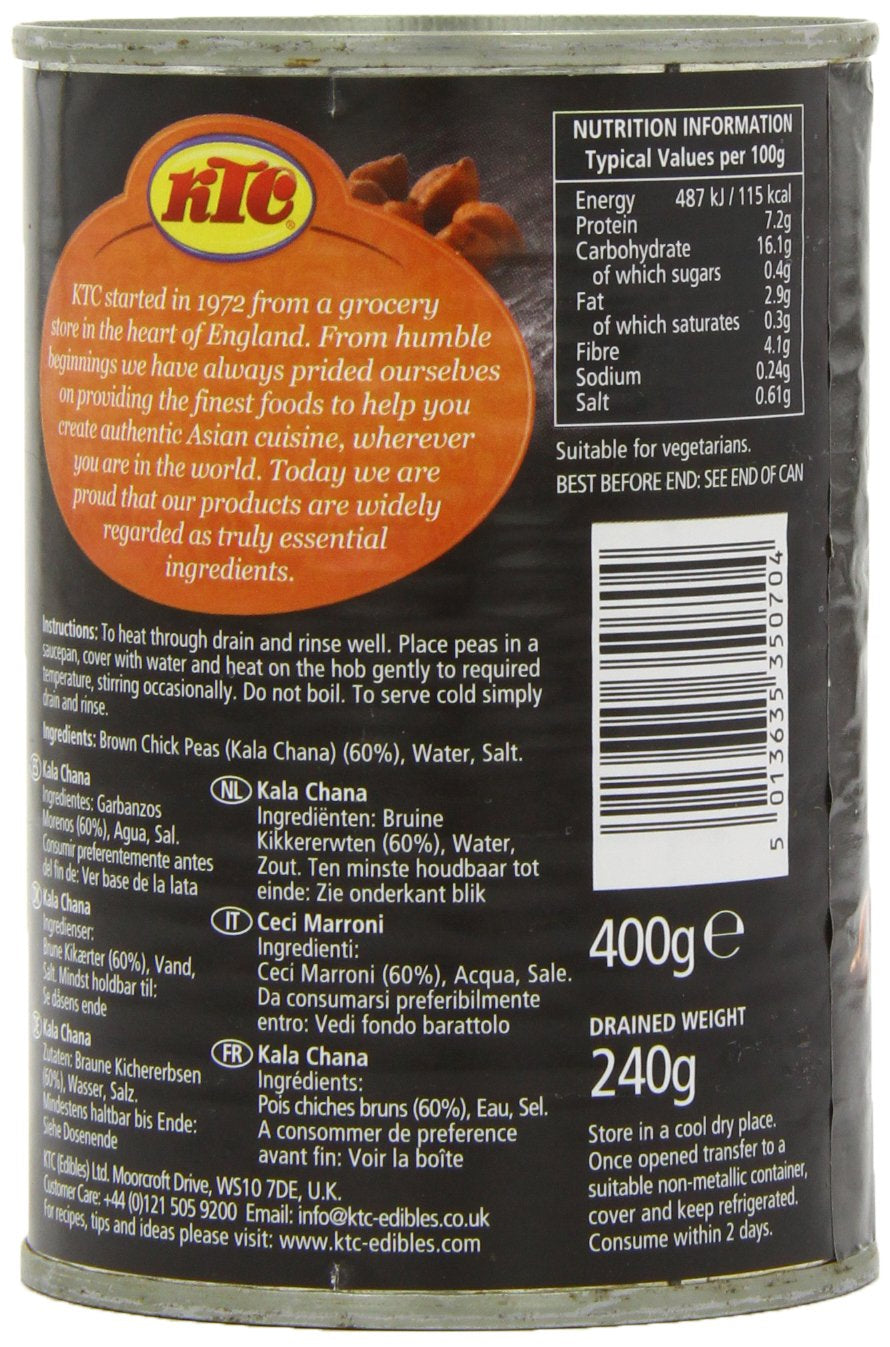 KTC
®
KTC started in 1972 from a grocery
store in the heart of England. From humble
beginnings we have always prided ourselves
on providing the finest foods to help you
create authentic Asian cuisine, wherever
you are in the world. Today we are
proud that our products are widely
regarded as truly essential
ingredients.
NUTRITION INFORMATION
Typical Values per 100g
Energy 487 kJ / 115 kcal
Protein 7.2g
Carbohydrate 16.1g
of which sugars 0.4g
Fat 2.9g
of which saturates 0.3g
Fibre 4.1g
Sodium 0.24g
Salt 0.61g
Suitable for vegetarians.
BEST BEFORE END: SEE END OF CAN
5 013635 350704
Instructions: To heat through drain and rinse well. Place peas in a
saucepan, cover with water and heat on the hob gently to required
temperature, stirring occasionally. Do not boil. To serve cold simply
drain and rinse.
Ingredients: Brown Chick Peas (Kala Chana) (60%), Water, Salt.
Kala Chana
Ingredientes: Garbanzos
Morenos (60%), Agua, Sal.
Consumir preferentemente antes
del fin de: Ver base de la lata
Kala Chana
Ingredienser:
Brune Kikærter (60%), Vand,
Salt. Mindst holdbar til:
Se dåsens ende
Kala Chana
Zutaten: Braune Kichererbsen
(60%), Wasser, Salz.
Mindestens haltbar bis Ende:
Siehe Dosenende
NL Kala Chana
Ingrediënten: Bruine
Kikkererwten (60%), Water,
Zout. Ten minste houdbaar tot
einde: Zie onderkant blik
IT Ceci Marroni
Ingredienti:
Ceci Marroni (60%), Acqua, Sale.
Da consumarsi preferibilmente
entro: Vedi fondo barattolo
FR Kala Chana
Ingrédients:
Pois chiches bruns (60%), Eau, Sel.
A consommer de preference
avant fin: Voir la boîte
KTC (Edibles) Ltd. Moorcroft Drive, WS10 7DE, U.K.
Customer Care: +44 (0)121 505 9200 Email: info@ktc-edibles.co.uk
For recipes, tips and ideas please visit: www.ktc-edibles.com
400g ℮
DRAINED WEIGHT
240g
Store in a cool dry place.
Once opened transfer to a
suitable non-metallic container,
cover and keep refrigerated.
Consume within 2 days.